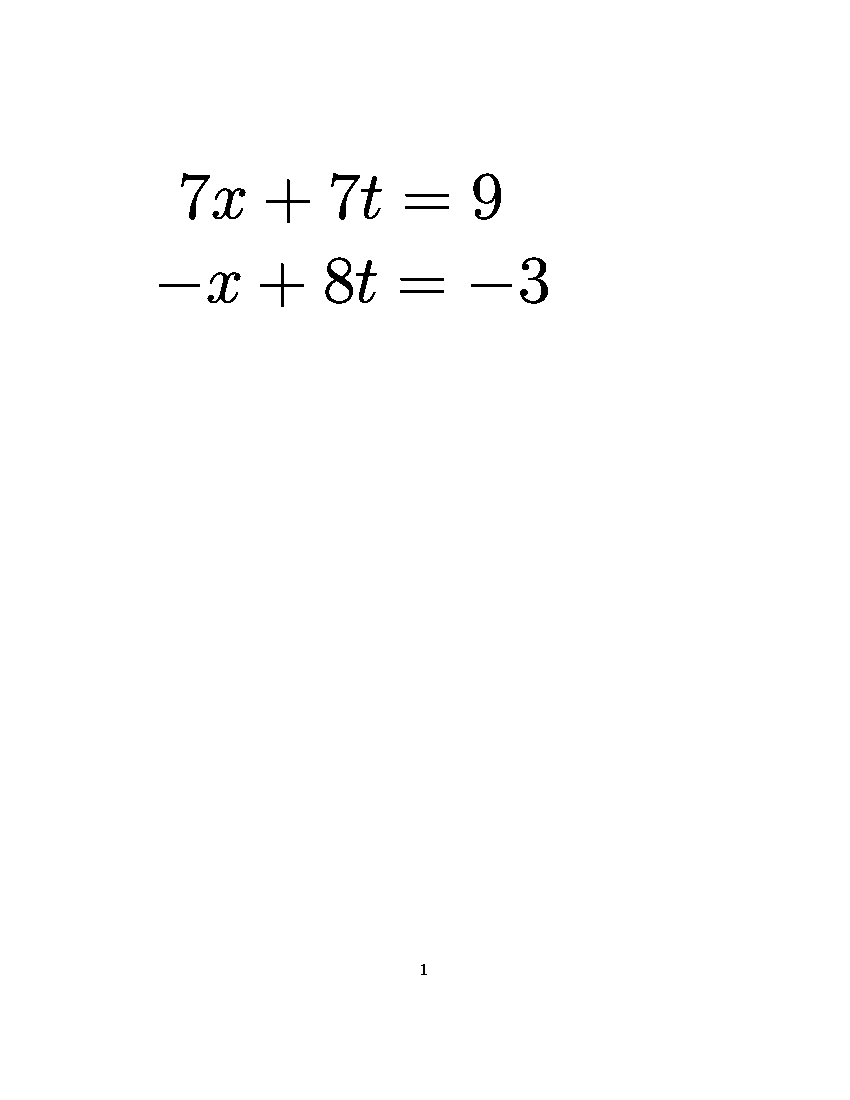 7x + 7t = 9
−x + 8t = −3
1